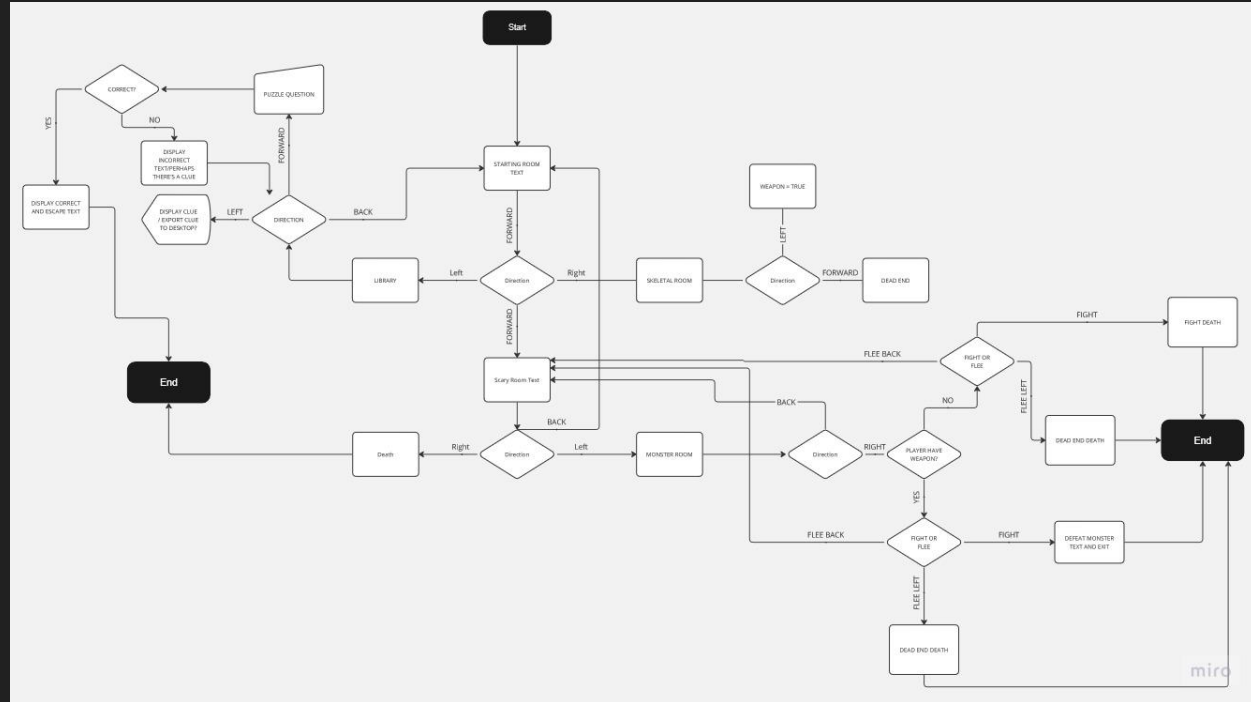 Start
CORRECT?
PUZZLE QUESTION
YES
NO
FORWARD
DISPLAY
INCORRECT
TEXT/PERHAPS
THERE'S A CLUE
STARTING ROOM
TEXT
WEAPON = TRUE
DISPLAY CORRECT
AND ESCAPE TEXT
DISPLAY CLUE
/ EXPORT CLUE
TO DESKTOP?
LEFT
DIRECTION
BACK
FORWARD
LEFT
LIBRARY
Left
Direction
Right
SKELETAL ROOM
Direction
FORWARD
DEAD END
FORWARD
FIGHT
FIGHT DEATH
FLEE BACK
FIGHT OR
FLEE
End
Scary Room Text
FLEE LEFT
BACK
NO
BACK
Death
Right
Direction
Left
MONSTER ROOM
Direction
RIGHT
PLAYER HAVE
WEAPON?
DEAD END DEATH
End
YES
FLEE BACK
FIGHT OR
FLEE
FIGHT
DEFEAT MONSTER
TEXT AND EXIT
FLEE LEFT
DEAD END DEATH
miro